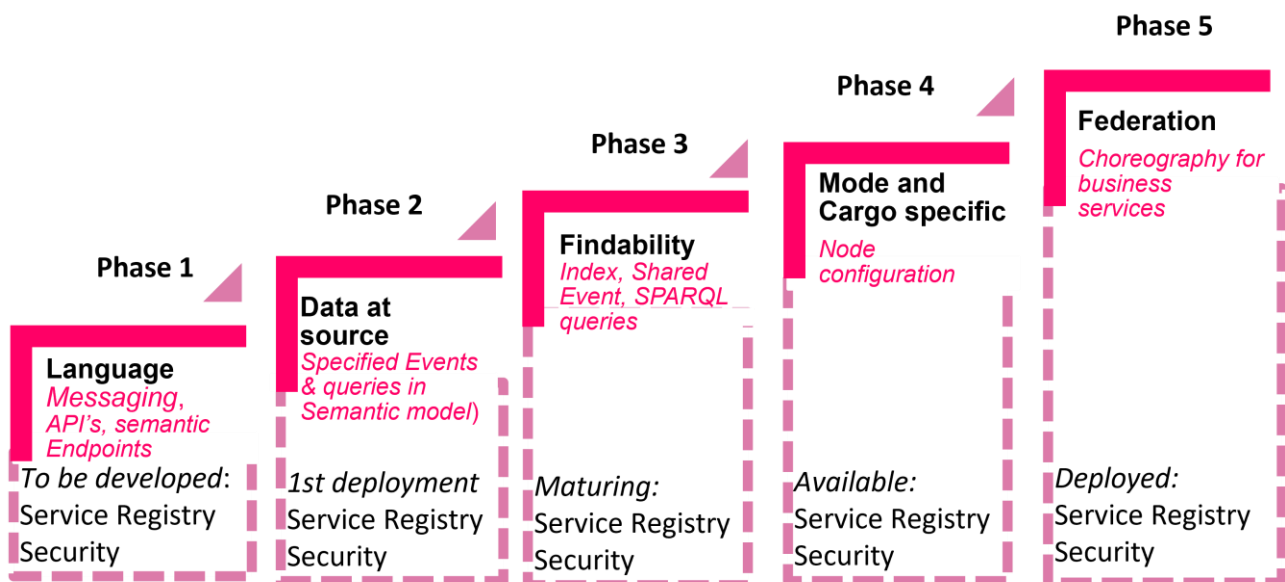 Phase 1
Language
Messaging,
API's, semantic
Endpoints
To be developed:
Service Registry
Security
Phase 2
Data at
source
Specified Events
& queries in
Semantic model)
1st deployment
Service Registry
Security
Phase 3
Findability
Index, Shared
Event, SPARQL
queries
Maturing:
Service Registry
Security
Phase 4
Mode and
Cargo specific
Node
configuration
Available:
Service Registry
Security
Phase 5
Federation
Choreography for
business
services
Deployed:
Service Registry
Security